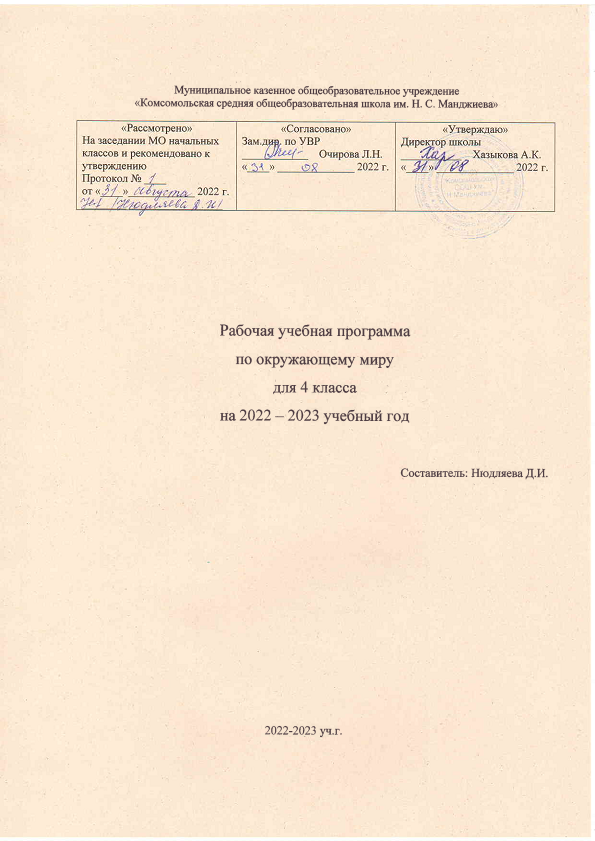 Муниципальное казенное общеобразовательное учреждение
«Комсомольская средняя общеобразовательная школа им. Н. С. Манджиева»
«Рассмотрено»
На заседании МО начальных
классов и рекомендовано к
утверждению
Протокол № 1
от «31» августа 2022 г.
Нюдляева Д.И.
«Согласовано»
Зам.дир. по УВР
Очирова Л.Н.
«31» 08 2022 г.
«Утверждаю»
Директор школы
Хазыкова А.К.
«31» 08 2022 г.
Рабочая учебная программа
по окружающему миру
для 4 класса
на 2022 – 2023 учебный год
Составитель: Нюдляева Д.И.
2022-2023 уч.г.